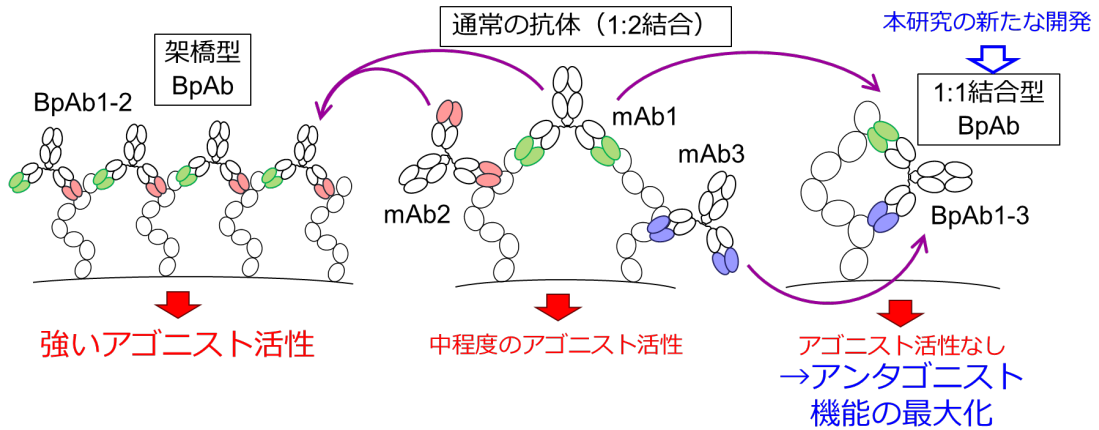 架橋型
BpAb
BpAb1-2
強いアゴニスト活性
通常の抗体（1:2結合）
mAb1
mAb2
mAb3
中程度のアゴニスト活性
本研究の新たな開発
1:1結合型
BpAb
BpAb1-3
アゴニスト活性なし
→アンタゴニスト
機能の最大化